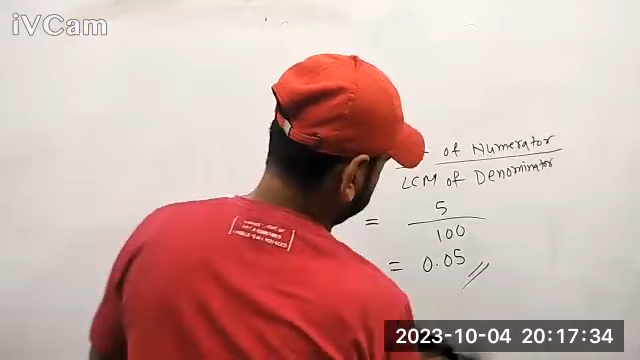 iVCam
of Numerator
LCM of Denominator
= 5
100
= 0.05
2023-10-04 20:17:34